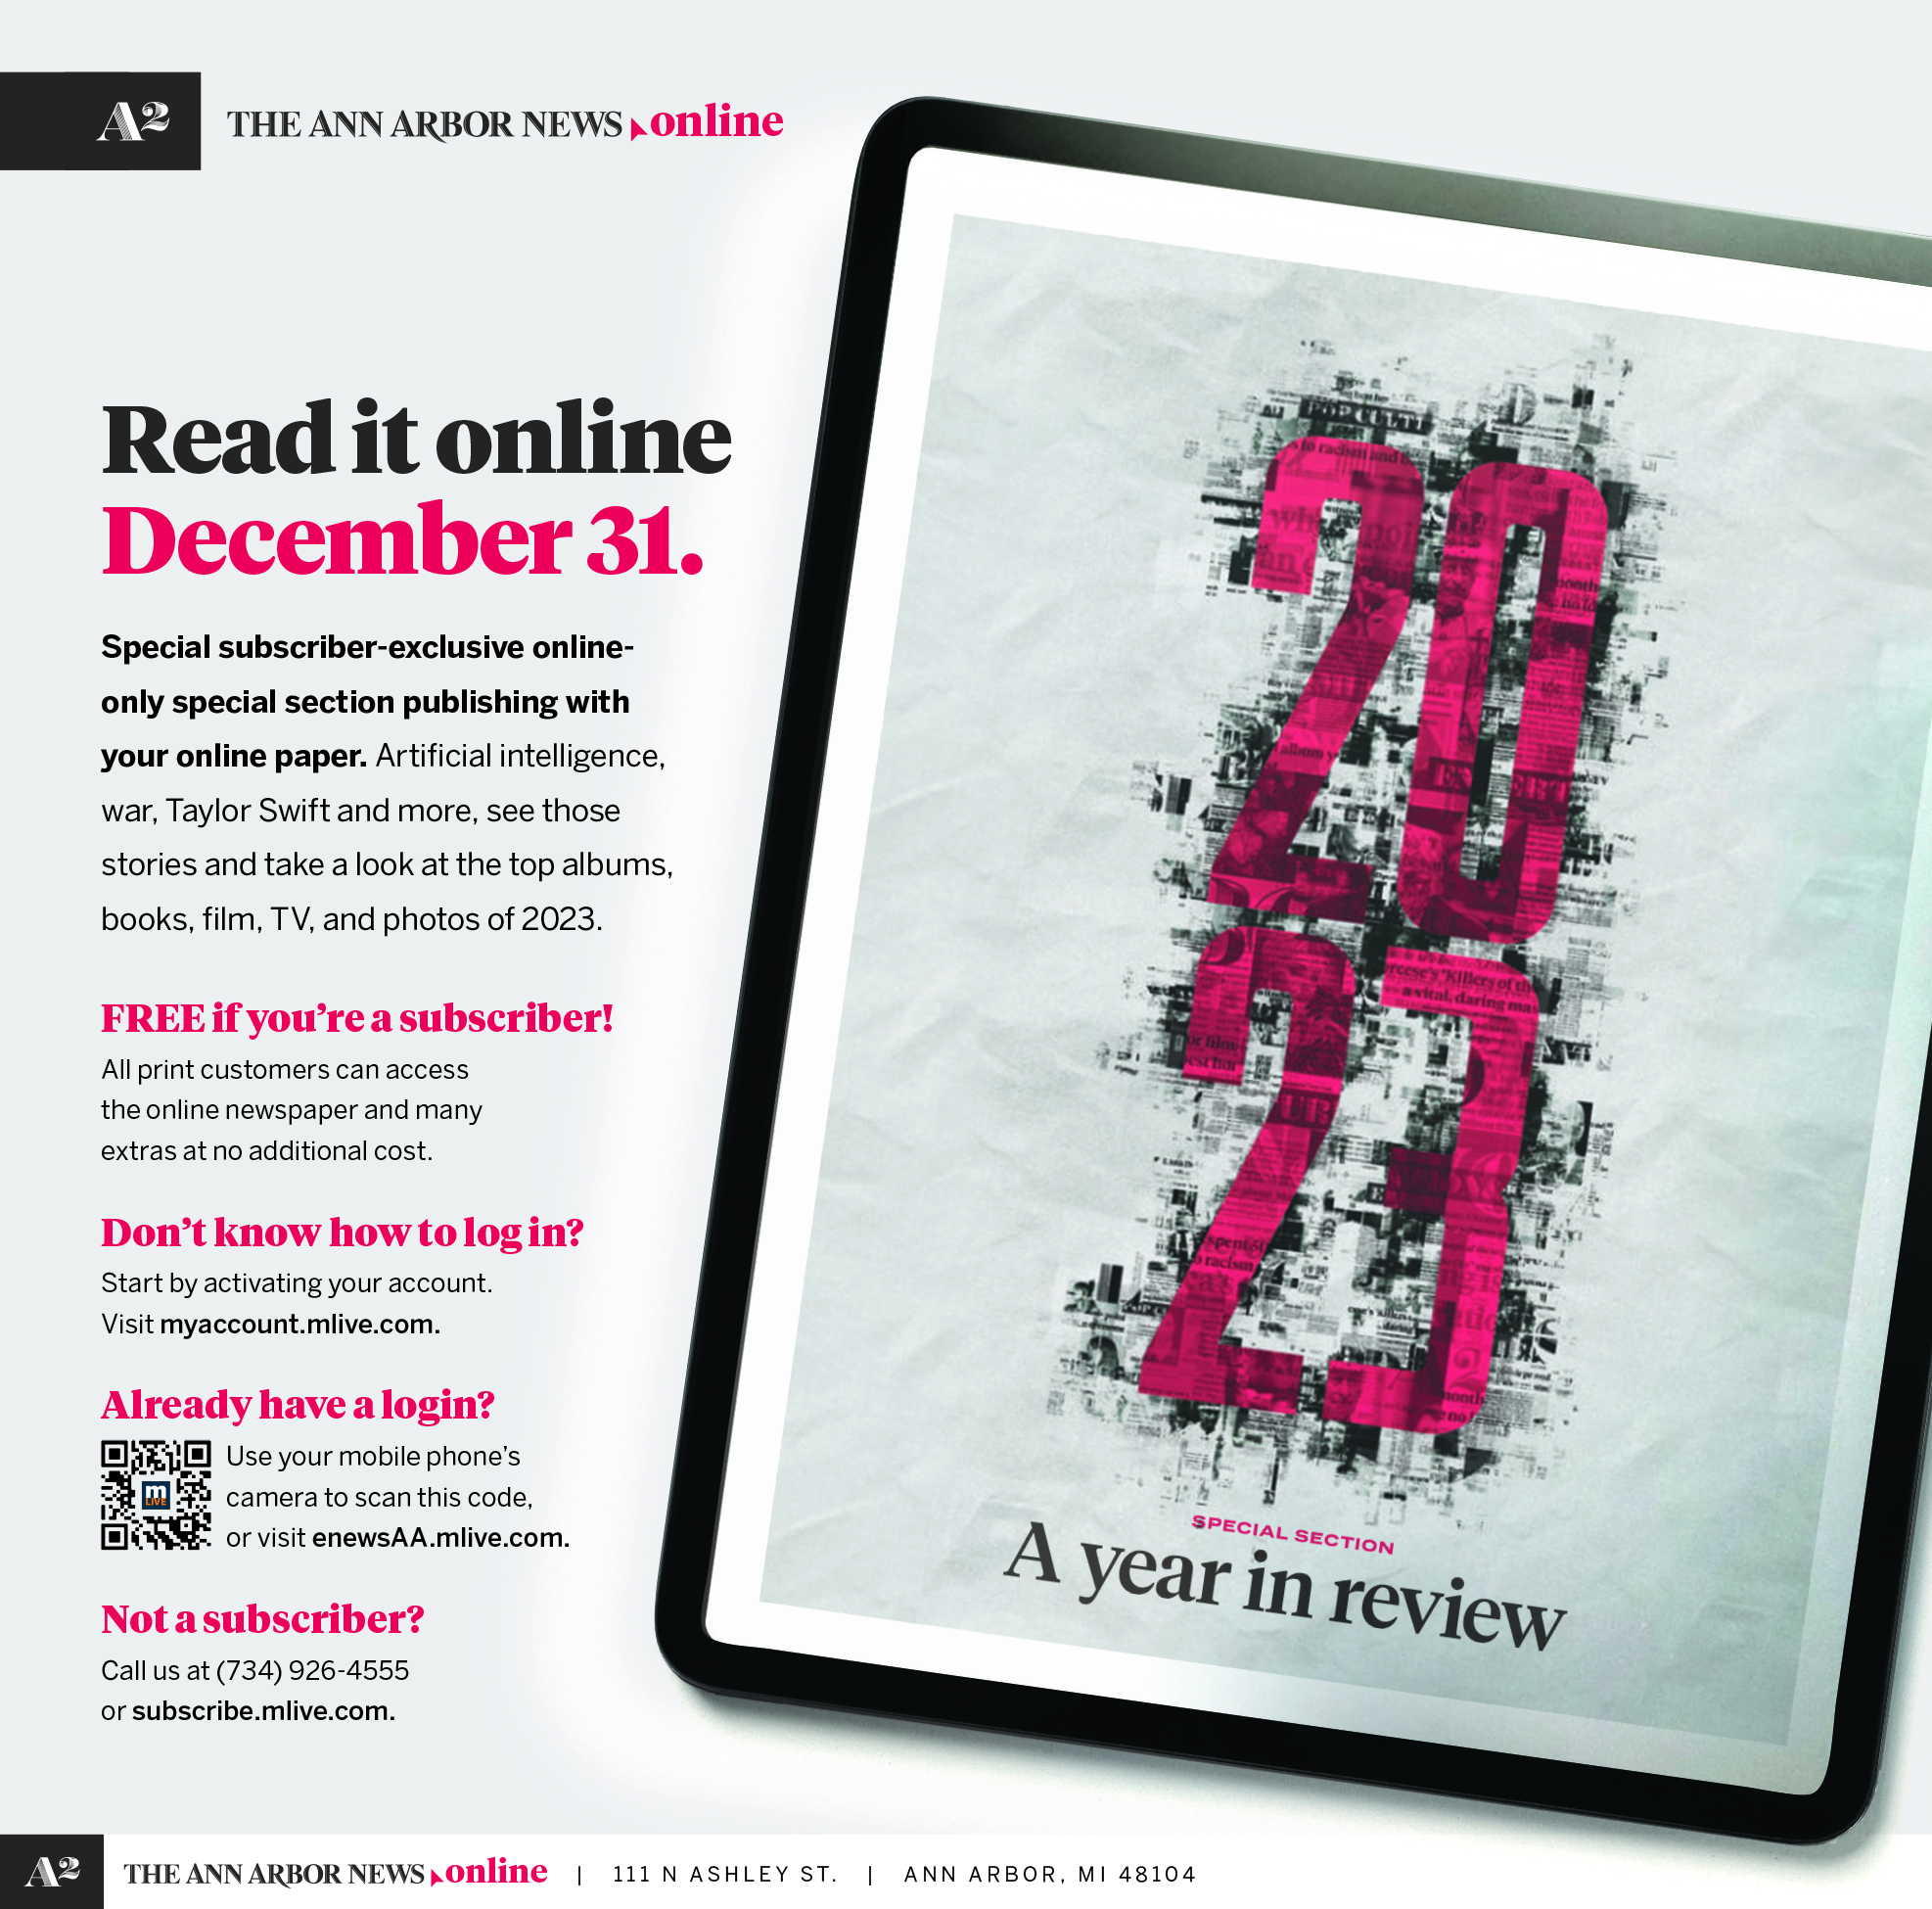 A2 THE ANN ARBOR NEWS online
Read it online
December 31.
Special subscriber-exclusive online-
only special section publishing with
your online paper. Artificial intelligence,
war, Taylor Swift and more, see those
stories and take a look at the top albums,
books, film, TV, and photos of 2023.
FREE if you're a subscriber!
All print customers can access
the online newspaper and many
extras at no additional cost.
Don't know how to log in?
Start by activating your account.
Visit myaccount.mlive.com.
Already have a login?
m
LIVE
Use your mobile phone's
camera to scan this code,
or visit enewsAA.mlive.com.
Not a subscriber?
Call us at (734) 926-4555
or subscribe.mlive.com.
20
23
SPECIAL SECTION
A year in review
A2 THE ANN ARBOR NEWS online | 111 N ASHLEY ST. | ANN ARBOR, MI 48104